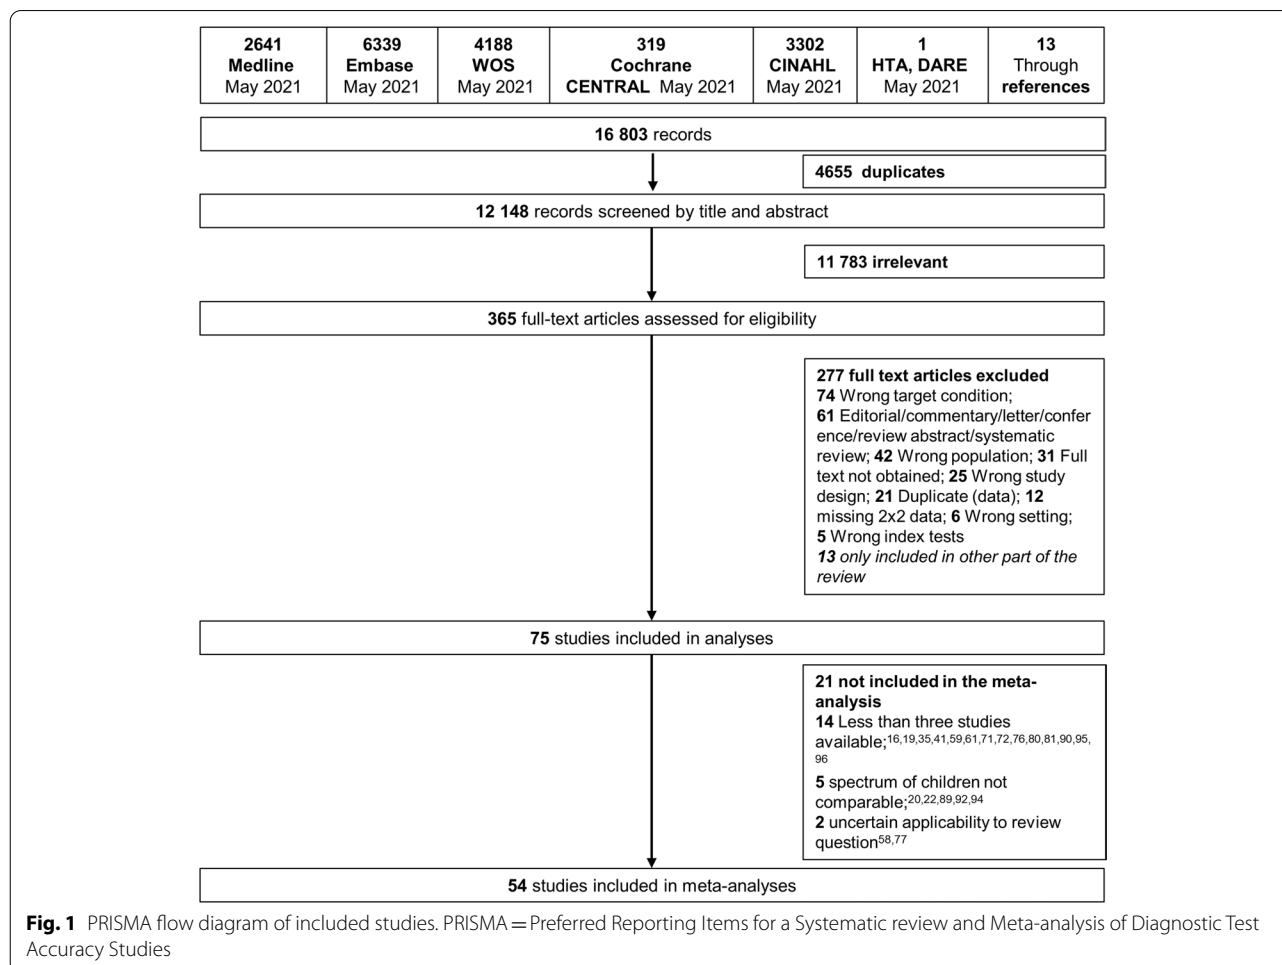 2641
Medline
May 2021
6339
Embase
May 2021
4188
WOS
May 2021
319
Cochrane
CENTRAL May 2021
3302
CINAHL
May 2021
1
HTA, DARE
May 2021
13
Through
references
16 803 records
4655 duplicates
12 148 records screened by title and abstract
11 783 irrelevant
365 full-text articles assessed for eligibility
277 full text articles excluded
74 Wrong target condition;
61 Editorial/commentary/letter/confer
ence/review abstract/systematic
review; 42 Wrong population; 31 Full
text not obtained; 25 Wrong study
design; 21 Duplicate (data); 12
missing 2x2 data; 6 Wrong setting;
5 Wrong index tests
13 only included in other part of the
review
75 studies included in analyses
21 not included in the meta-
analysis
14 Less than three studies
available;16,19,35,41,59,61,71,72,76,80,81,90,95,
96
5 spectrum of children not
comparable;20,22,89,92,94
2 uncertain applicability to review
question58,77
54 studies included in meta-analyses
Fig. 1 PRISMA flow diagram of included studies. PRISMA = Preferred Reporting Items for a Systematic review and Meta-analysis of Diagnostic Test
Accuracy Studies